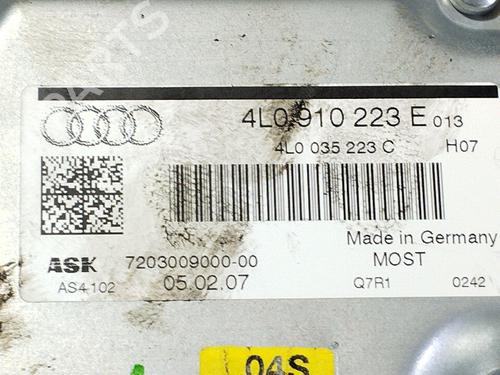 4L0 910 223 E 013
4L0 035 223 C H07
Made in Germany
ASK 7203009000-00 MOST
AS4102 05.02.07 Q7R1 0242
04S